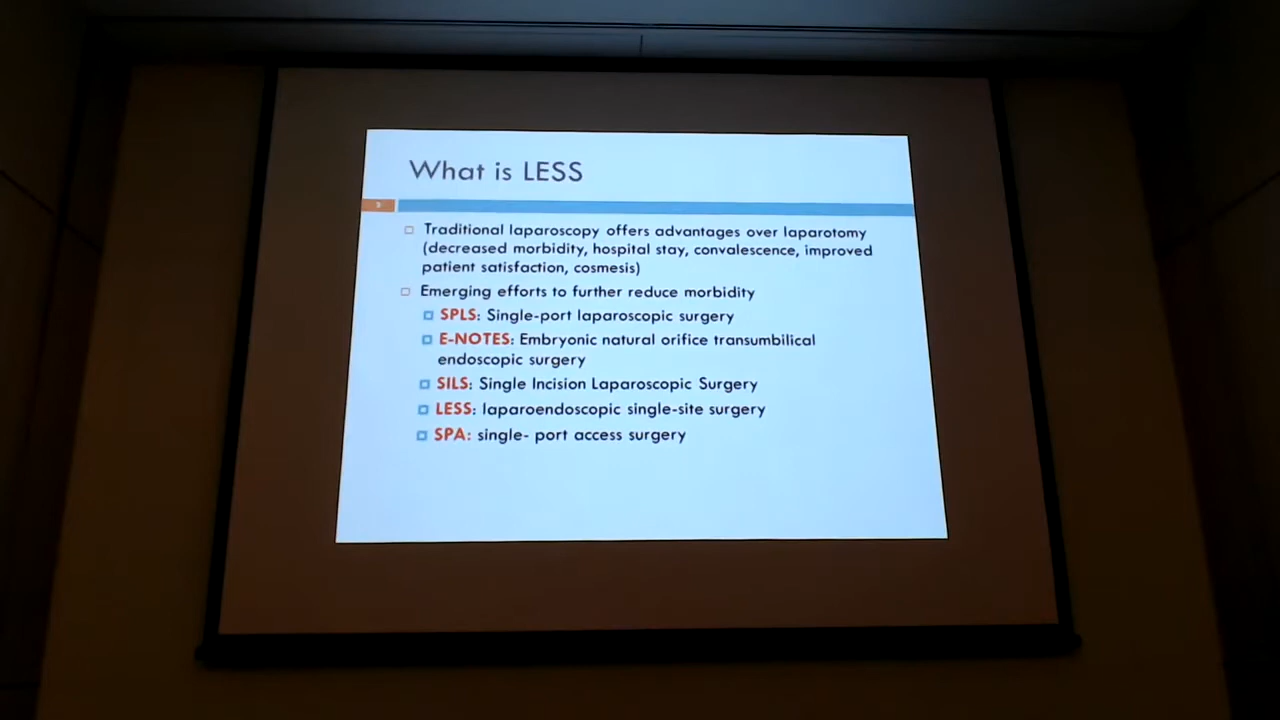 What is LESS
3
Traditional laparoscopy offers advantages over laparotomy
(decreased morbidity, hospital stay, convalescence, improved
patient satisfaction, cosmesis)
Emerging efforts to further reduce morbidity
SPLS: Single-port laparoscopic surgery
E-NOTES: Embryonic natural orifice transumbilical
endoscopic surgery
SILS: Single Incision Laparoscopic Surgery
LESS: laparoendoscopic single-site surgery
SPA: single- port access surgery